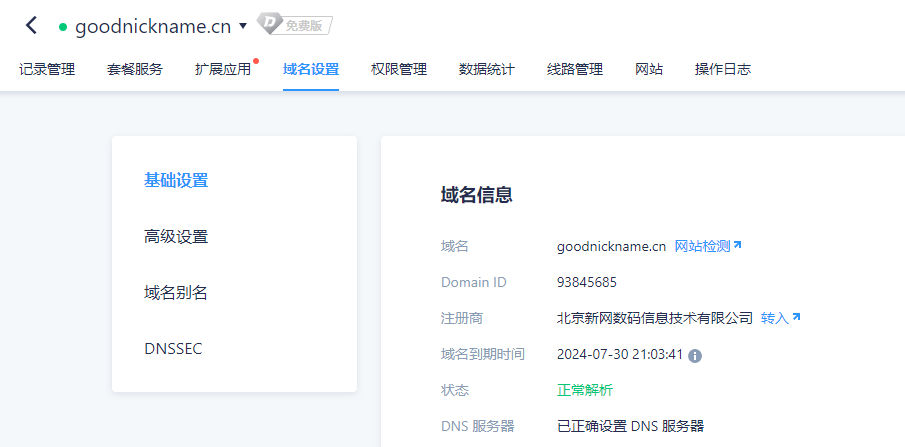 goodnickname.cn 免费版
记录管理 套餐服务 扩展应用 域名设置 权限管理 数据统计 线路管理 网站 操作日志
基础设置
高级设置
域名别名
DNSSEC
域名信息
域名 goodnickname.cn 网站检测
Domain ID 93845685
注册商 北京新网数码信息技术有限公司 转入
域名到期时间 2024-07-30 21:03:41
状态 正常解析
DNS 服务器 已正确设置 DNS 服务器